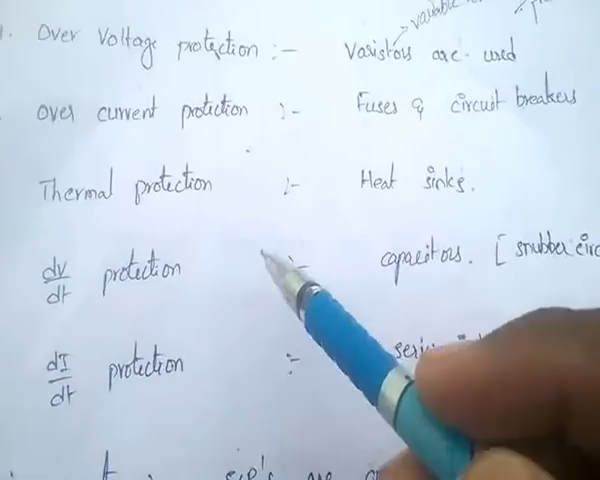 1. Over Voltage protection :- Varistors are used
variable
over current protection :- Fuses & circuit breakers
Thermal protection :- Heat sinks.
dv/dt protection :- capacitors. [ snubber circ
dI/dt protection :-